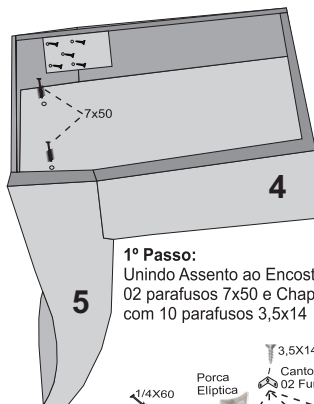 7x50
4
5
1º Passo:
Unindo Assento ao Encost
02 parafusos 7x50 e Chap
com 10 parafusos 3,5x14
3,5X14
Canto
02 Fur
Porca
Elíptica
1/4X60